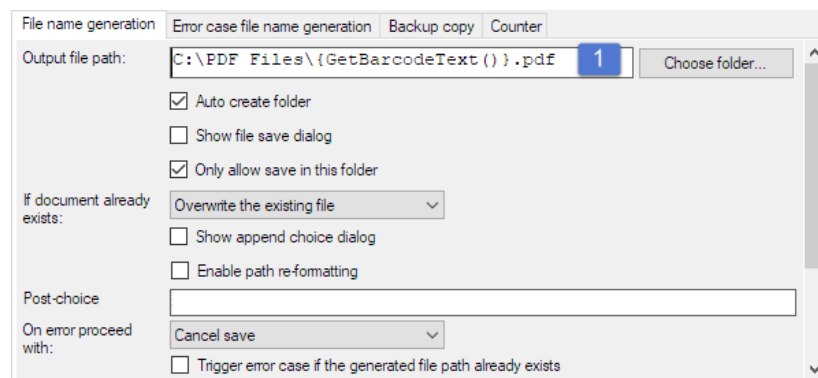 File name generation Error case file name generation Backup copy Counter
Output file path: C:\PDF Files\{GetBarcodeText()}.pdf 1 Choose folder...
Auto create folder
Show file save dialog
Only allow save in this folder
If document already exists: Overwrite the existing file
Show append choice dialog
Enable path re-formatting
Post-choice
On error proceed with: Cancel save
Trigger error case if the generated file path already exists